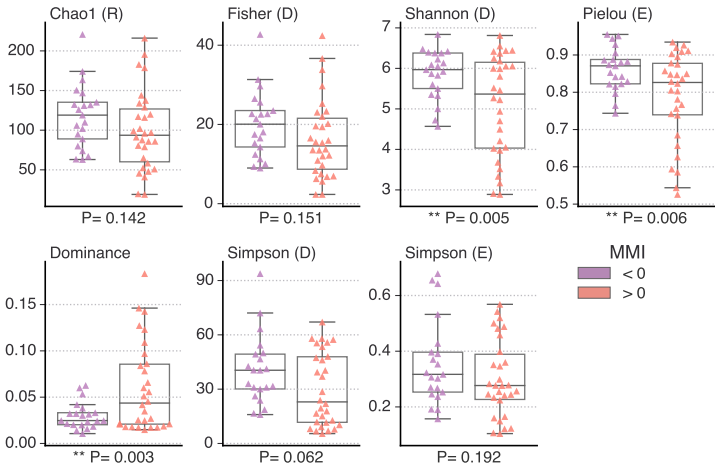 Chao1 (R)
200
150
100
50
P= 0.142
Fisher (D)
40
20
0
P= 0.151
Shannon (D)
7
6
5
4
3
** P= 0.005
Pielou (E)
0.9
0.8
0.7
0.6
0.5
** P= 0.006
Dominance
0.15
0.10
0.05
0.00
** P= 0.003
Simpson (D)
90
60
30
0
P= 0.062
Simpson (E)
0.6
0.4
0.2
P= 0.192
MMI
< 0
> 0